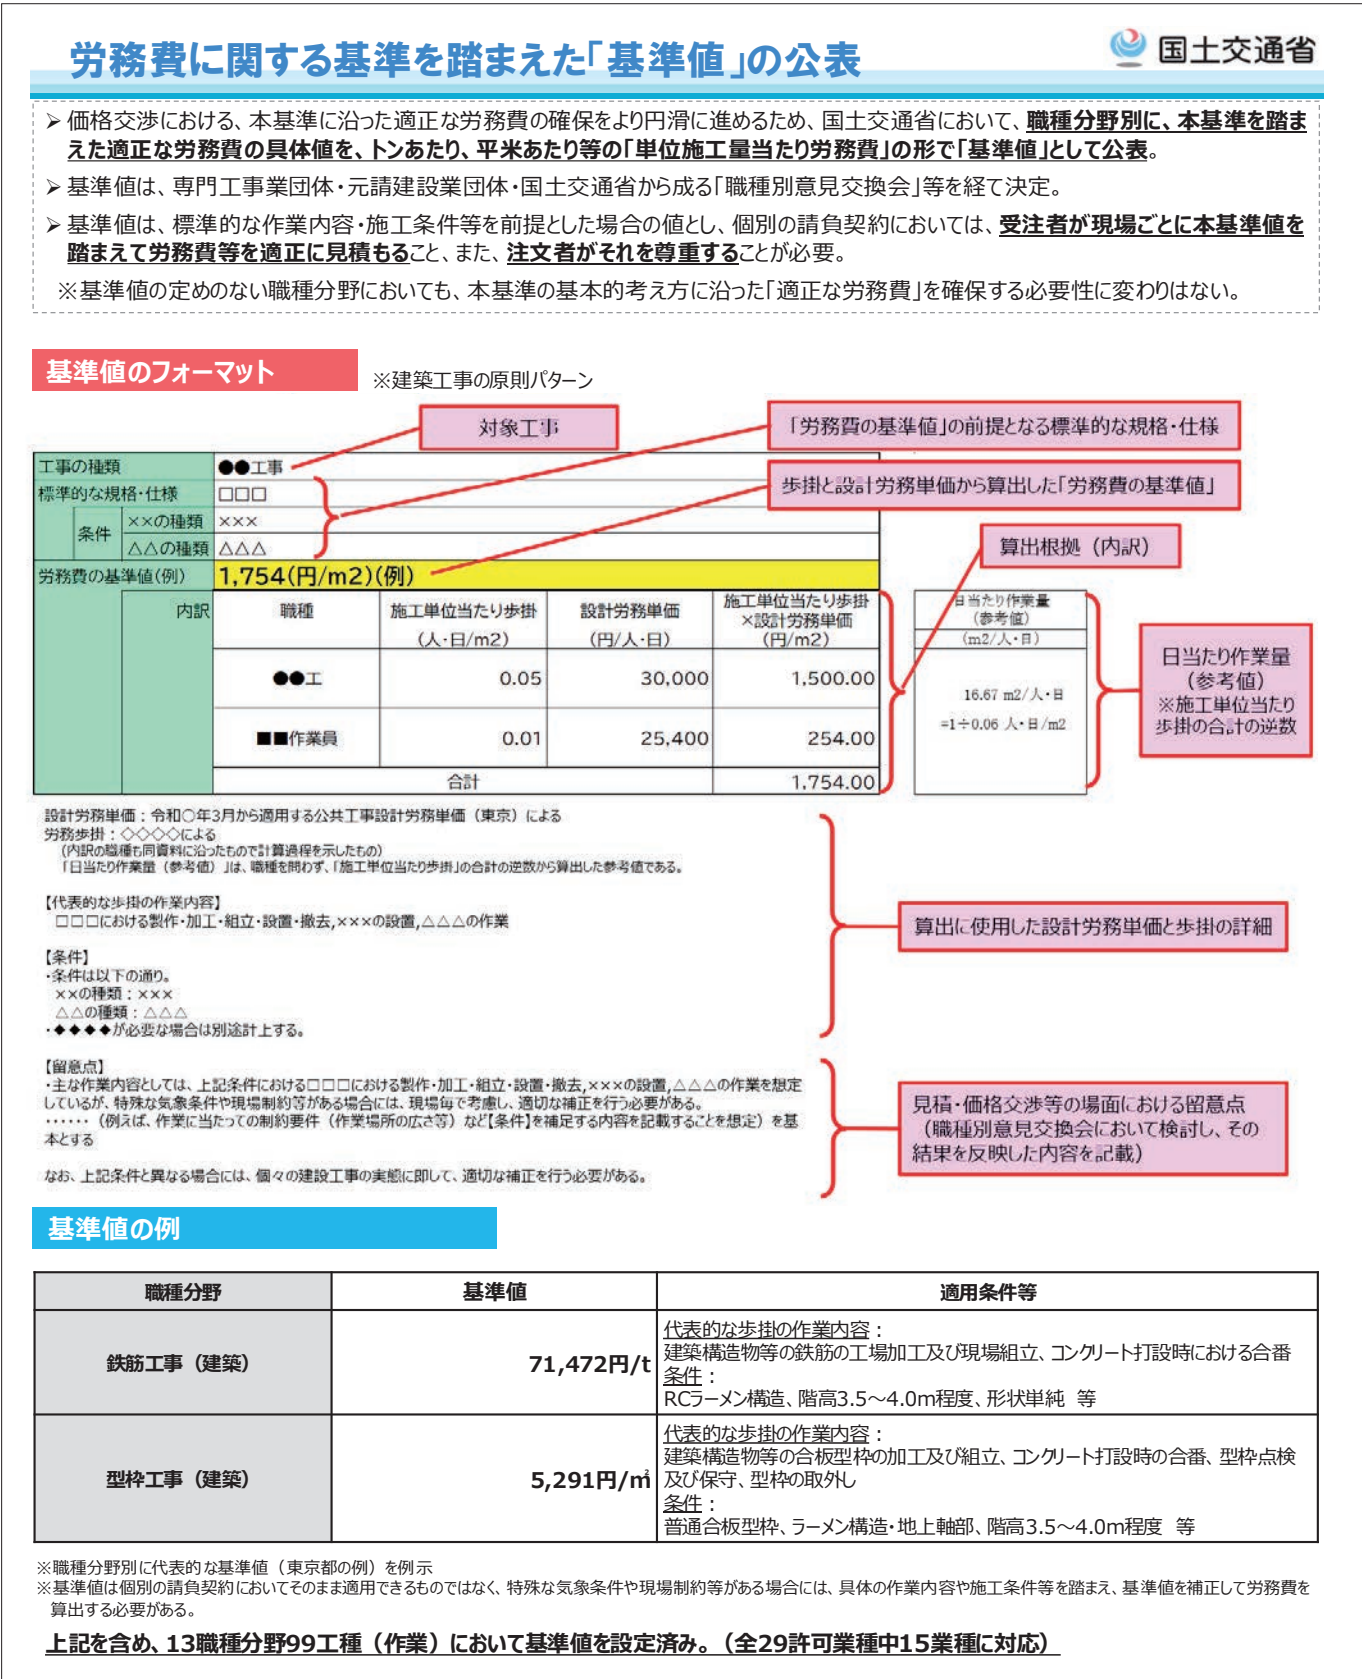 労務費に関する基準を踏まえた「基準値」の公表
国土交通省
➢ 価格交渉における、本基準に沿った適正な労務費の確保をより円滑に進めるため、国土交通省において、職種分野別に、本基準を踏ま
えた適正な労務費の具体値を、トンあたり、平米あたり等の「単位施工量当たり労務費」の形で「基準値」として公表。
➢ 基準値は、専門工事業団体・元請建設業団体・国土交通省から成る「職種別意見交換会」等を経て決定。
➢ 基準値は、標準的な作業内容・施工条件等を前提とした場合の値とし、個別の請負契約においては、受注者が現場ごとに本基準値を
踏まえて労務費等を適正に見積もること、また、注文者がそれを尊重することが必要。
※基準値の定めのない職種分野においても、本基準の基本的考え方に沿った「適正な労務費」を確保する必要性に変わりはない。
基準値のフォーマット
※建築工事の原則パターン
対象工事
「労務費の基準値」の前提となる標準的な規格・仕様
工事の種類 ●●工事
歩掛と設計労務単価から算出した「労務費の基準値」
標準的な規格・仕様 □□□
条件 ××の種類 ×××
△△の種類 △△△
算出根拠（内訳）
労務費の基準値(例) 1,754(円/m2)(例)
内訳 職種 施工単位当たり歩掛 (人・日/m2) 設計労務単価 (円/人・日) 施工単位当たり歩掛×設計労務単価 (円/m2)
日当たり作業量
（参考値）
(m2/人・日)
●●工 0.05 30,000 1,500.00
16.67 m2/人・日
=1÷0.06 人・日/m2
■■作業員 0.01 25,400 254.00
合計 1,754.00
日当たり作業量
（参考値）
※施工単位当たり
歩掛の合計の逆数
設計労務単価：令和○年3月から適用する公共工事設計労務単価（東京）による
労務歩掛：◇◇◇◇による
（内訳の職種も同資料に沿ったもので計算過程を示したもの）
「日当たり作業量（参考値）」は、職種を問わず、「施工単位当たり歩掛」の合計の逆数から算出した参考値である。
【代表的な歩掛の作業内容】
□□□における製作・加工・組立・設置・撤去,×××の設置,△△△の作業
【条件】
・条件は以下の通り。
××の種類：×××
△△の種類：△△△
・◆◆◆◆が必要な場合は別途計上する。
算出に使用した設計労務単価と歩掛の詳細
【留意点】
・主な作業内容としては、上記条件における□□□における製作・加工・組立・設置・撤去,×××の設置,△△△の作業を想定
しているが、特殊な気象条件や現場制約等がある場合には、現場毎で考慮し、適切な補正を行う必要がある。
……（例えば、作業に当たっての制約要件（作業場所の広さ等）など【条件】を補足する内容を記載することを想定）を基
本とする
なお、上記条件と異なる場合には、個々の建設工事の実態に即して、適切な補正を行う必要がある。
見積・価格交渉等の場面における留意点
（職種別意見交換会において検討し、その
結果を反映した内容を記載）
基準値の例
職種分野 基準値 適用条件等
鉄筋工事（建築） 71,472円/t
代表的な歩掛の作業内容：
建築構造物等の鉄筋の工場加工及び現場組立、コンクリート打設時における合番
条件：
RCラーメン構造、階高3.5～4.0m程度、形状単純 等
型枠工事（建築） 5,291円/㎡
代表的な歩掛の作業内容：
建築構造物等の合板型枠の加工及び組立、コンクリート打設時の合番、型枠点検
及び保守、型枠の取外し
条件：
普通合板型枠、ラーメン構造・地上軸部、階高3.5～4.0m程度 等
※職種分野別に代表的な基準値（東京都の例）を例示
※基準値は個別の請負契約においてそのまま適用できるものではなく、特殊な気象条件や現場制約等がある場合には、具体の作業内容や施工条件等を踏まえ、基準値を補正して労務費を
算出する必要がある。
上記を含め、13職種分野99工種（作業）において基準値を設定済み。（全29許可業種中15業種に対応）